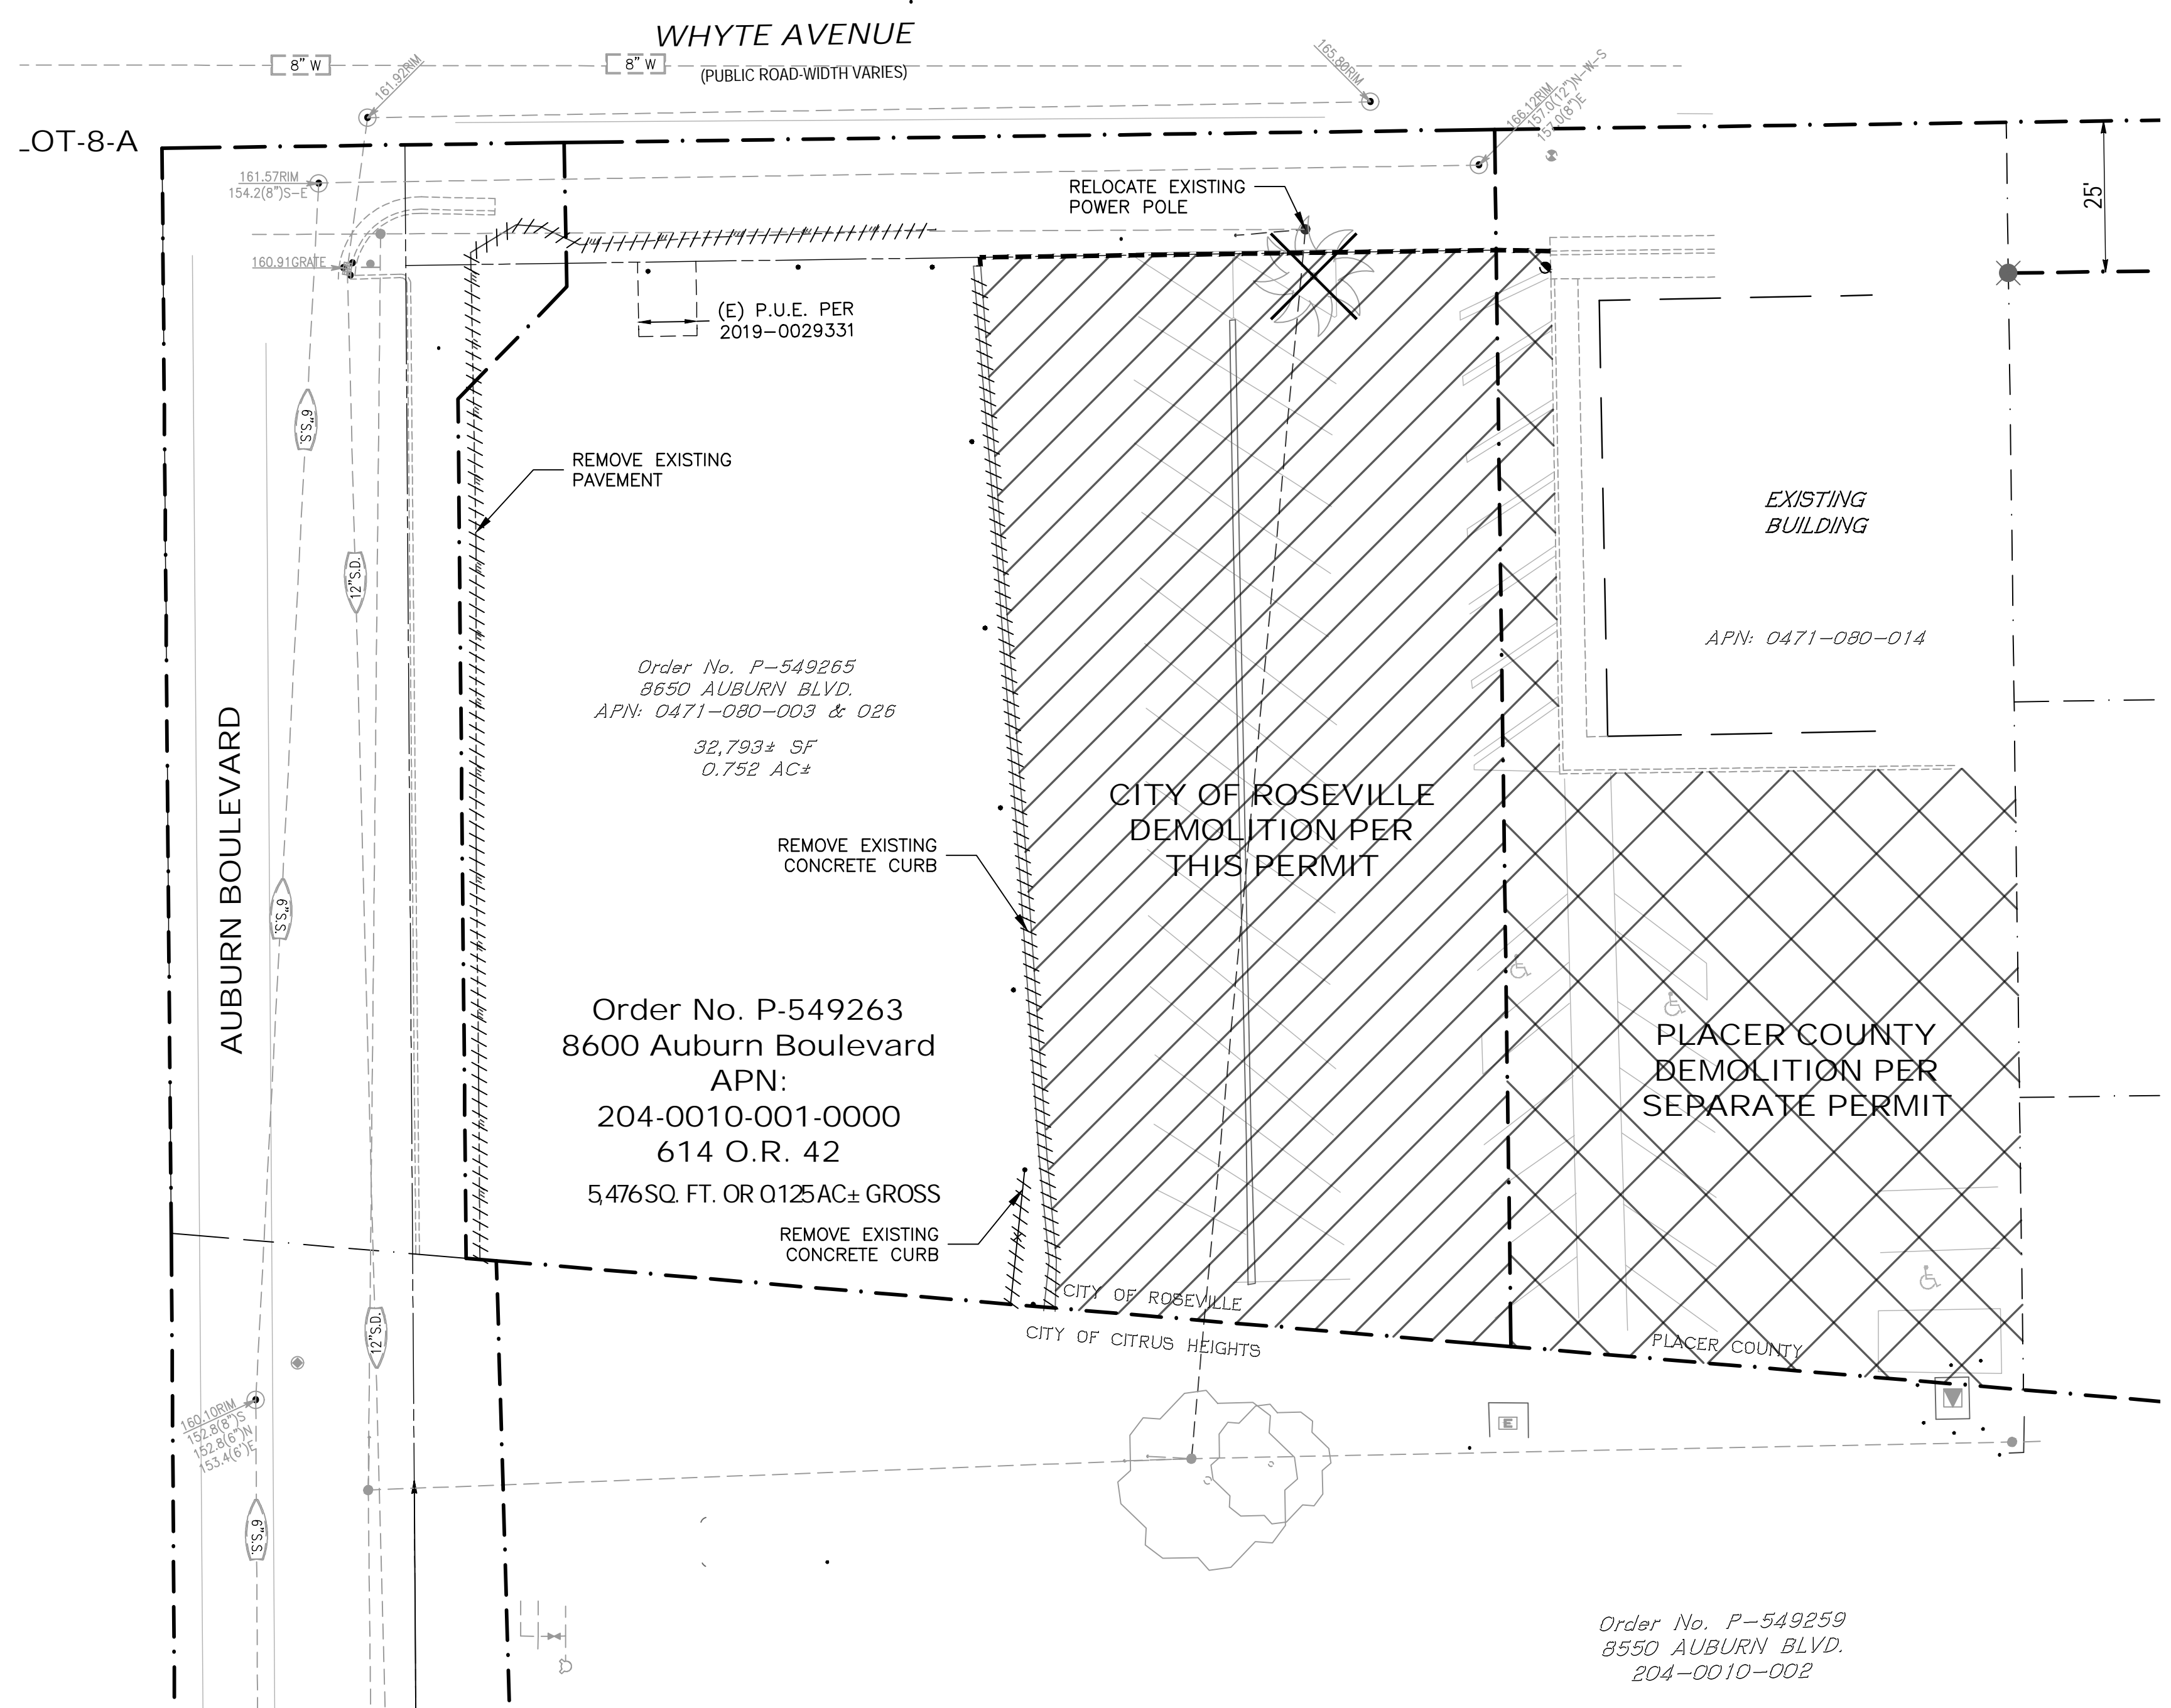 WHYTE AVENUE
(PUBLIC ROAD-WIDTH VARIES)
8" W
8" W
161.92RIM
165.80RIM
166.12RIM
157.0(12")N-W-S
157.0(8")E
_OT-8-A
161.57RIM
154.2(8")S-E
160.91GRATE
RELOCATE EXISTING
POWER POLE
25'
(E) P.U.E. PER
2019-0029331
6"S.S.
REMOVE EXISTING
PAVEMENT
EXISTING
BUILDING
12"S.D.
APN: 0471-080-014
Order No. P-549265
8650 AUBURN BLVD.
APN: 0471-080-003 & 026
32,793± SF
0.752 AC±
AUBURN BOULEVARD
CITY OF ROSEVILLE
DEMOLITION PER
THIS PERMIT
REMOVE EXISTING
CONCRETE CURB
6"S.S.
Order No. P-549263
8600 Auburn Boulevard
APN:
204-0010-001-0000
614 O.R. 42
5,476 SQ. FT. OR 0.125 AC± GROSS
PLACER COUNTY
DEMOLITION PER
SEPARATE PERMIT
REMOVE EXISTING
CONCRETE CURB
CITY OF ROSEVILLE
CITY OF CITRUS HEIGHTS
PLACER COUNTY
12"S.D.
160.10RIM
152.8(8")S
152.8(6")N
153.4(6')E
E
6"S.S.
Order No. P-549259
8550 AUBURN BLVD.
204-0010-002